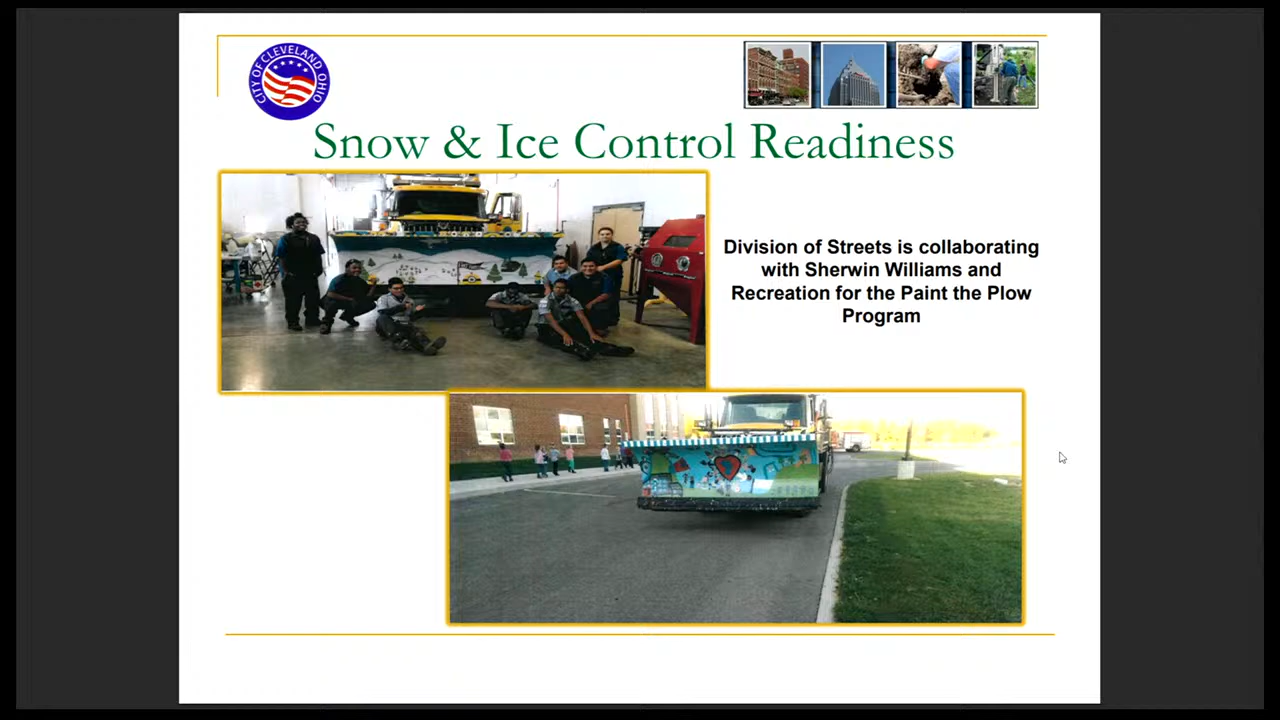 CITY OF CLEVELAND OHIO
Snow & Ice Control Readiness
Division of Streets is collaborating
with Sherwin Williams and
Recreation for the Paint the Plow
Program